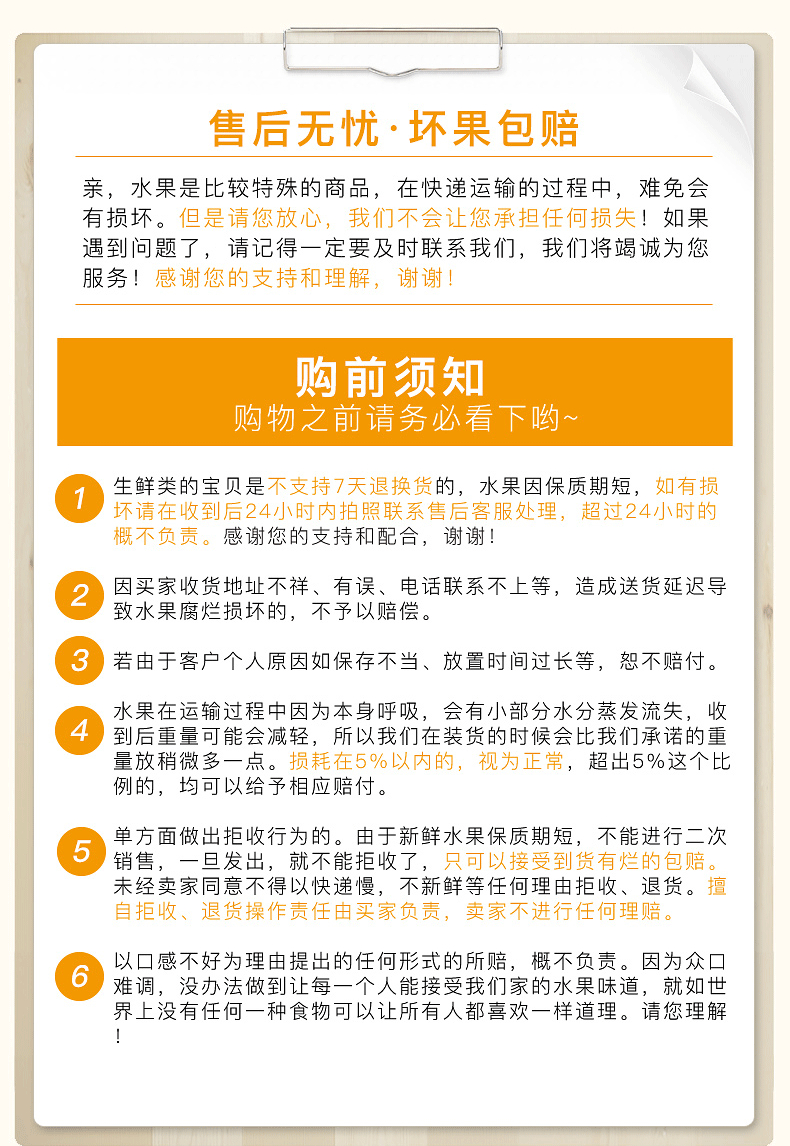 售后无忧·坏果包赔
亲，水果是比较特殊的商品，在快递运输的过程中，难免会
有损坏。但是请您放心，我们不会让您承担任何损失！如果
遇到问题了，请记得一定要及时联系我们，我们将竭诚为您
服务！感谢您的支持和理解，谢谢！
购前须知
购物之前请务必看下哟~
1 生鲜类的宝贝是不支持7天退换货的，水果因保质期短，如有损
坏请在收到后24小时内拍照联系售后客服处理，超过24小时的
概不负责。感谢您的支持和配合，谢谢！
2 因买家收货地址不祥、有误、电话联系不上等，造成送货延迟导
致水果腐烂损坏的，不予以赔偿。
3 若由于客户个人原因如保存不当、放置时间过长等，恕不赔付。
4 水果在运输过程中因为本身呼吸，会有小部分水分蒸发流失，收
到后重量可能会减轻，所以我们在装货的时候会比我们承诺的重
量放稍微多一点。损耗在5%以内的，视为正常，超出5%这个比
例的，均可以给予相应赔付。
5 单方面做出拒收行为的。由于新鲜水果保质期短，不能进行二次
销售，一旦发出，就不能拒收了，只可以接受到货有烂的包赔。
未经卖家同意不得以快递慢，不新鲜等任何理由拒收、退货。擅
自拒收、退货操作责任由买家负责，卖家不进行任何理赔。
6 以口感不好为理由提出的任何形式的所赔，概不负责。因为众口
难调，没办法做到让每一个人能接受我们家的水果味道，就如世
界上没有任何一种食物可以让所有人都喜欢一样道理。请您理解
！